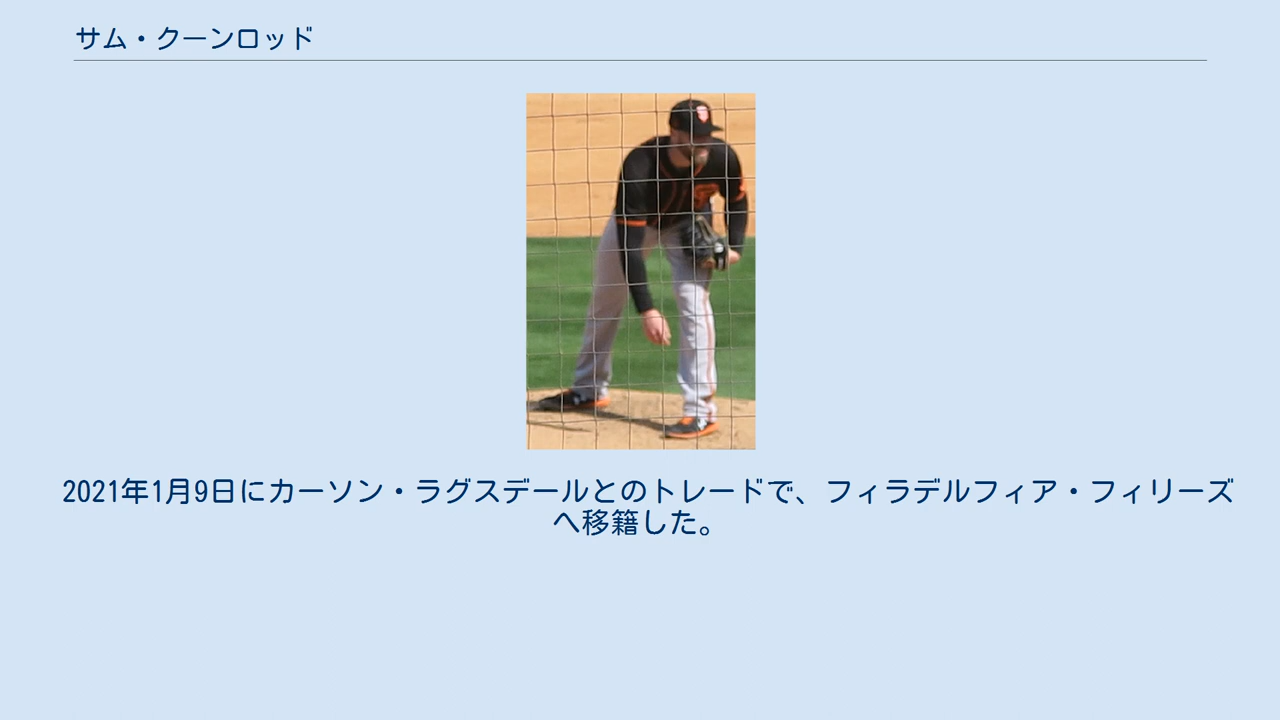 サム・クーンロッド
2021年1月9日にカーソン・ラグスデールとのトレードで、フィラデルフィア・フィリーズ
へ移籍した。